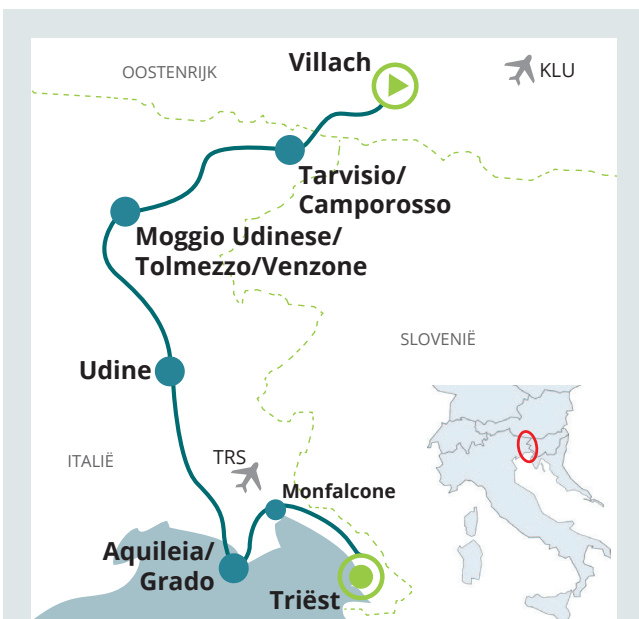 Villach
OOSTENRIJK
KLU
Tarvisio/
Camporosso
Moggio Udinese/
Tolmezzo/Venzone
SLOVENIË
Udine
ITALIË
TRS
Monfalcone
Aquileia/
Grado
Triëst